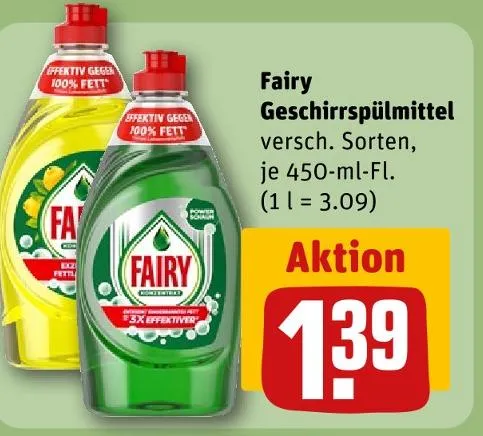 EFFEKTIV GEGEN
100% FETT*
EFFEKTIV GEGEN
100% FETT*
FA
POWER
SCHAUM
FAIRY
KONZENTRAT
3X EFFEKTIVER*
Fairy
Geschirrspülmittel
versch. Sorten,
je 450-ml-Fl.
(1 l = 3.09)
Aktion
1.39